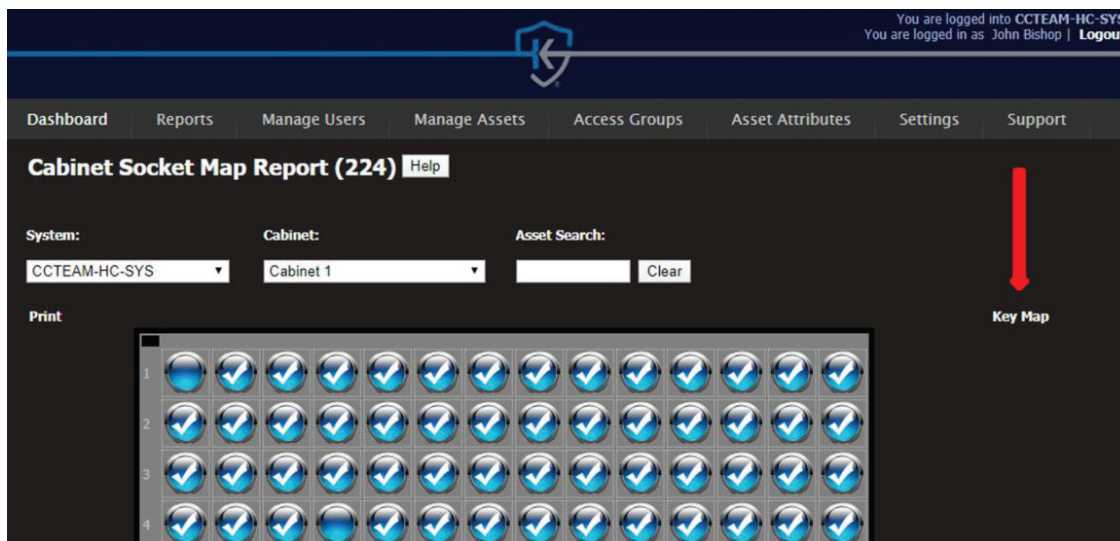 You are logged into CCTEAM-HC-SYS
You are logged in as John Bishop | Logou
K
Dashboard Reports Manage Users Manage Assets Access Groups Asset Attributes Settings Support
Cabinet Socket Map Report (224) Help
System: Cabinet: Asset Search:
CCTEAM-HC-SYS Cabinet 1 Clear
Print Key Map
1
2
3
4